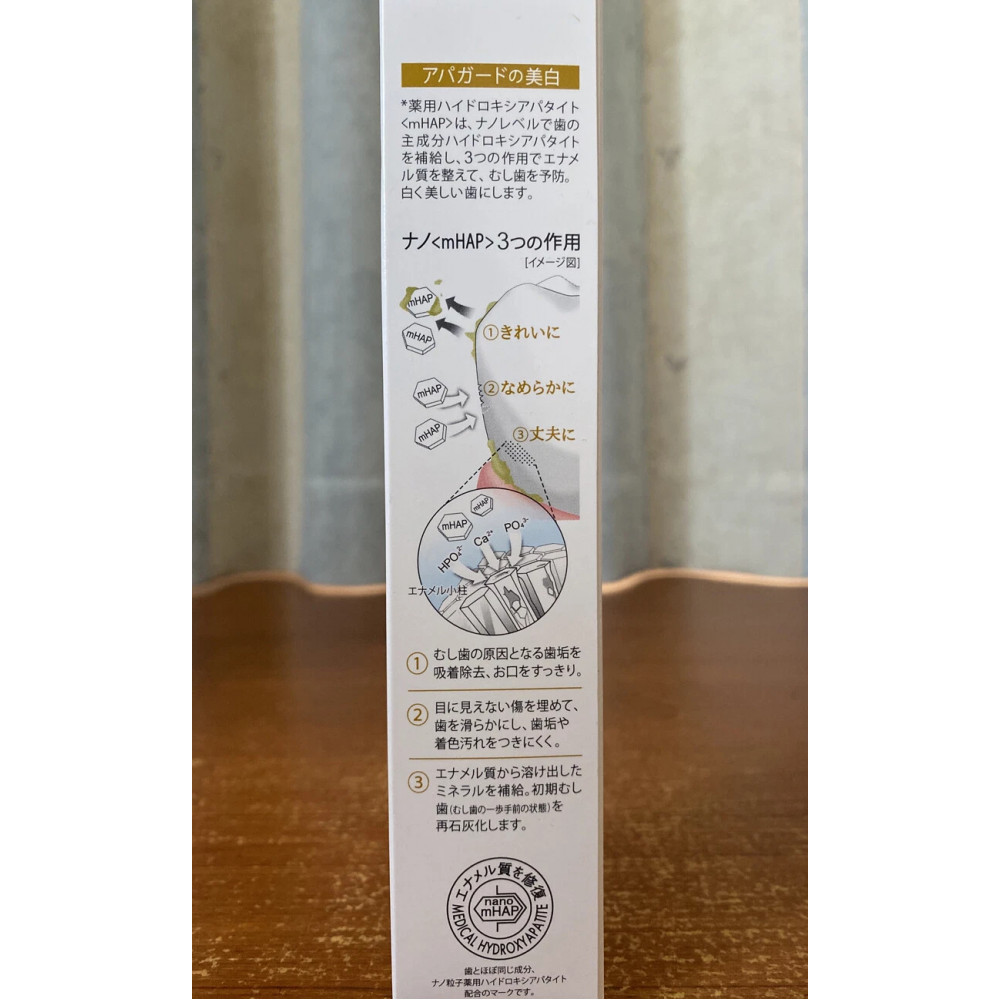 アパガードの美白
*薬用ハイドロキシアパタイト
<mHAP>は、ナノレベルで歯の
主成分ハイドロキシアパタイト
を補給し、3つの作用でエナメ
ル質を整えて、むし歯を予防。
白く美しい歯にします。
ナノ<mHAP>3つの作用
[イメージ図]
mHAP
mHAP
①きれいに
mHAP
②なめらかに
mHAP
③丈夫に
mHAP
mHAP
HPO₄²⁻
Ca²⁺
PO₄³⁻
エナメル小柱
① むし歯の原因となる歯垢を
吸着除去、お口をすっきり。
② 目に見えない傷を埋めて、
歯を滑らかにし、歯垢や
着色汚れをつきにくく。
③ エナメル質から溶け出した
ミネラルを補給。初期むし
歯(むし歯の一歩手前の状態)を
再石灰化します。
エナメル質を修復
nano
mHAP
MEDICAL HYDROXYAPATITE
歯とほぼ同じ成分、
ナノ粒子薬用ハイドロキシアパタイト
配合のマークです。